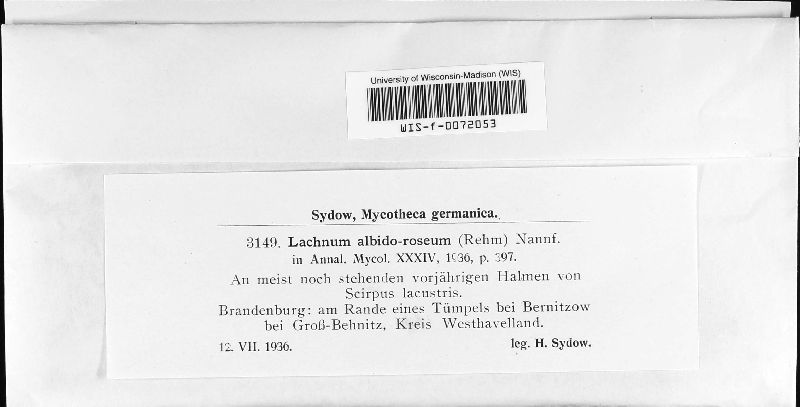 University of Wisconsin-Madison (WIS)
WIS-f-0072053
Sydow, Mycotheca germanica.
3149. Lachnum albido-roseum (Rehm) Nannf.
in Annal. Mycol. XXXIV, 1936, p. 397.
An meist noch stehenden vorjährigen Halmen von
Scirpus lacustris.
Brandenburg: am Rande eines Tümpels bei Bernitzow
bei Groß-Behnitz, Kreis Westhavelland.
12. VII. 1936. leg. H. Sydow.